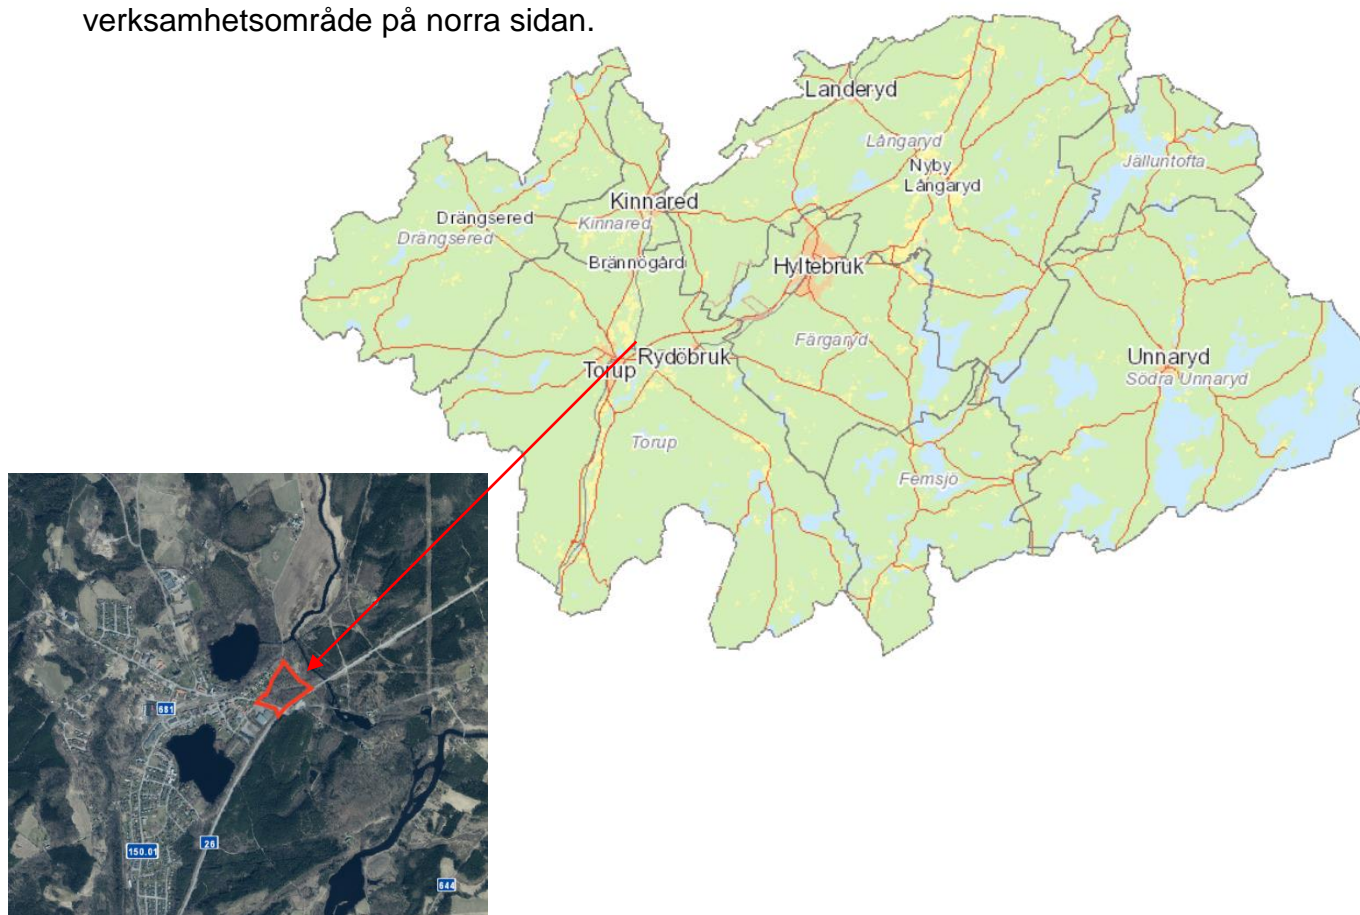 verksamhetsområde på norra sidan.
Landeryd
Långaryd
Nyby
Långaryd
Jälluntofta
Kinnared
Kinnared
Drängsered
Drängsered
Brännögård
Hyltebruk
Färgaryd
Rydöbruk
Torup
Unnaryd
Södra Unnaryd
Torup
Femsjö
681
26
150.01
644